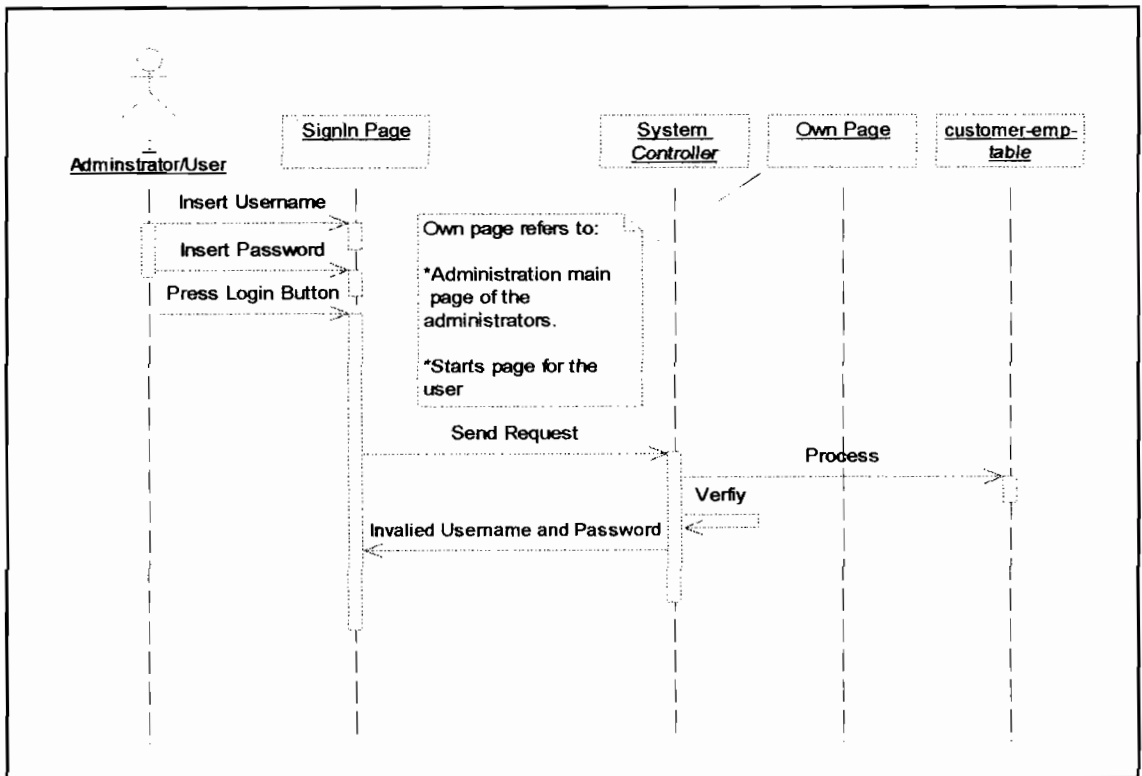 SignIn Page
System
Controller
Own Page
customer-emp-
table
Adminstrator/User
Insert Username
Insert Password
Press Login Button
Own page refers to:
*Administration main
page of the
administrators.
*Starts page for the
user
Send Request
Process
Verfiy
Invalied Username and Password